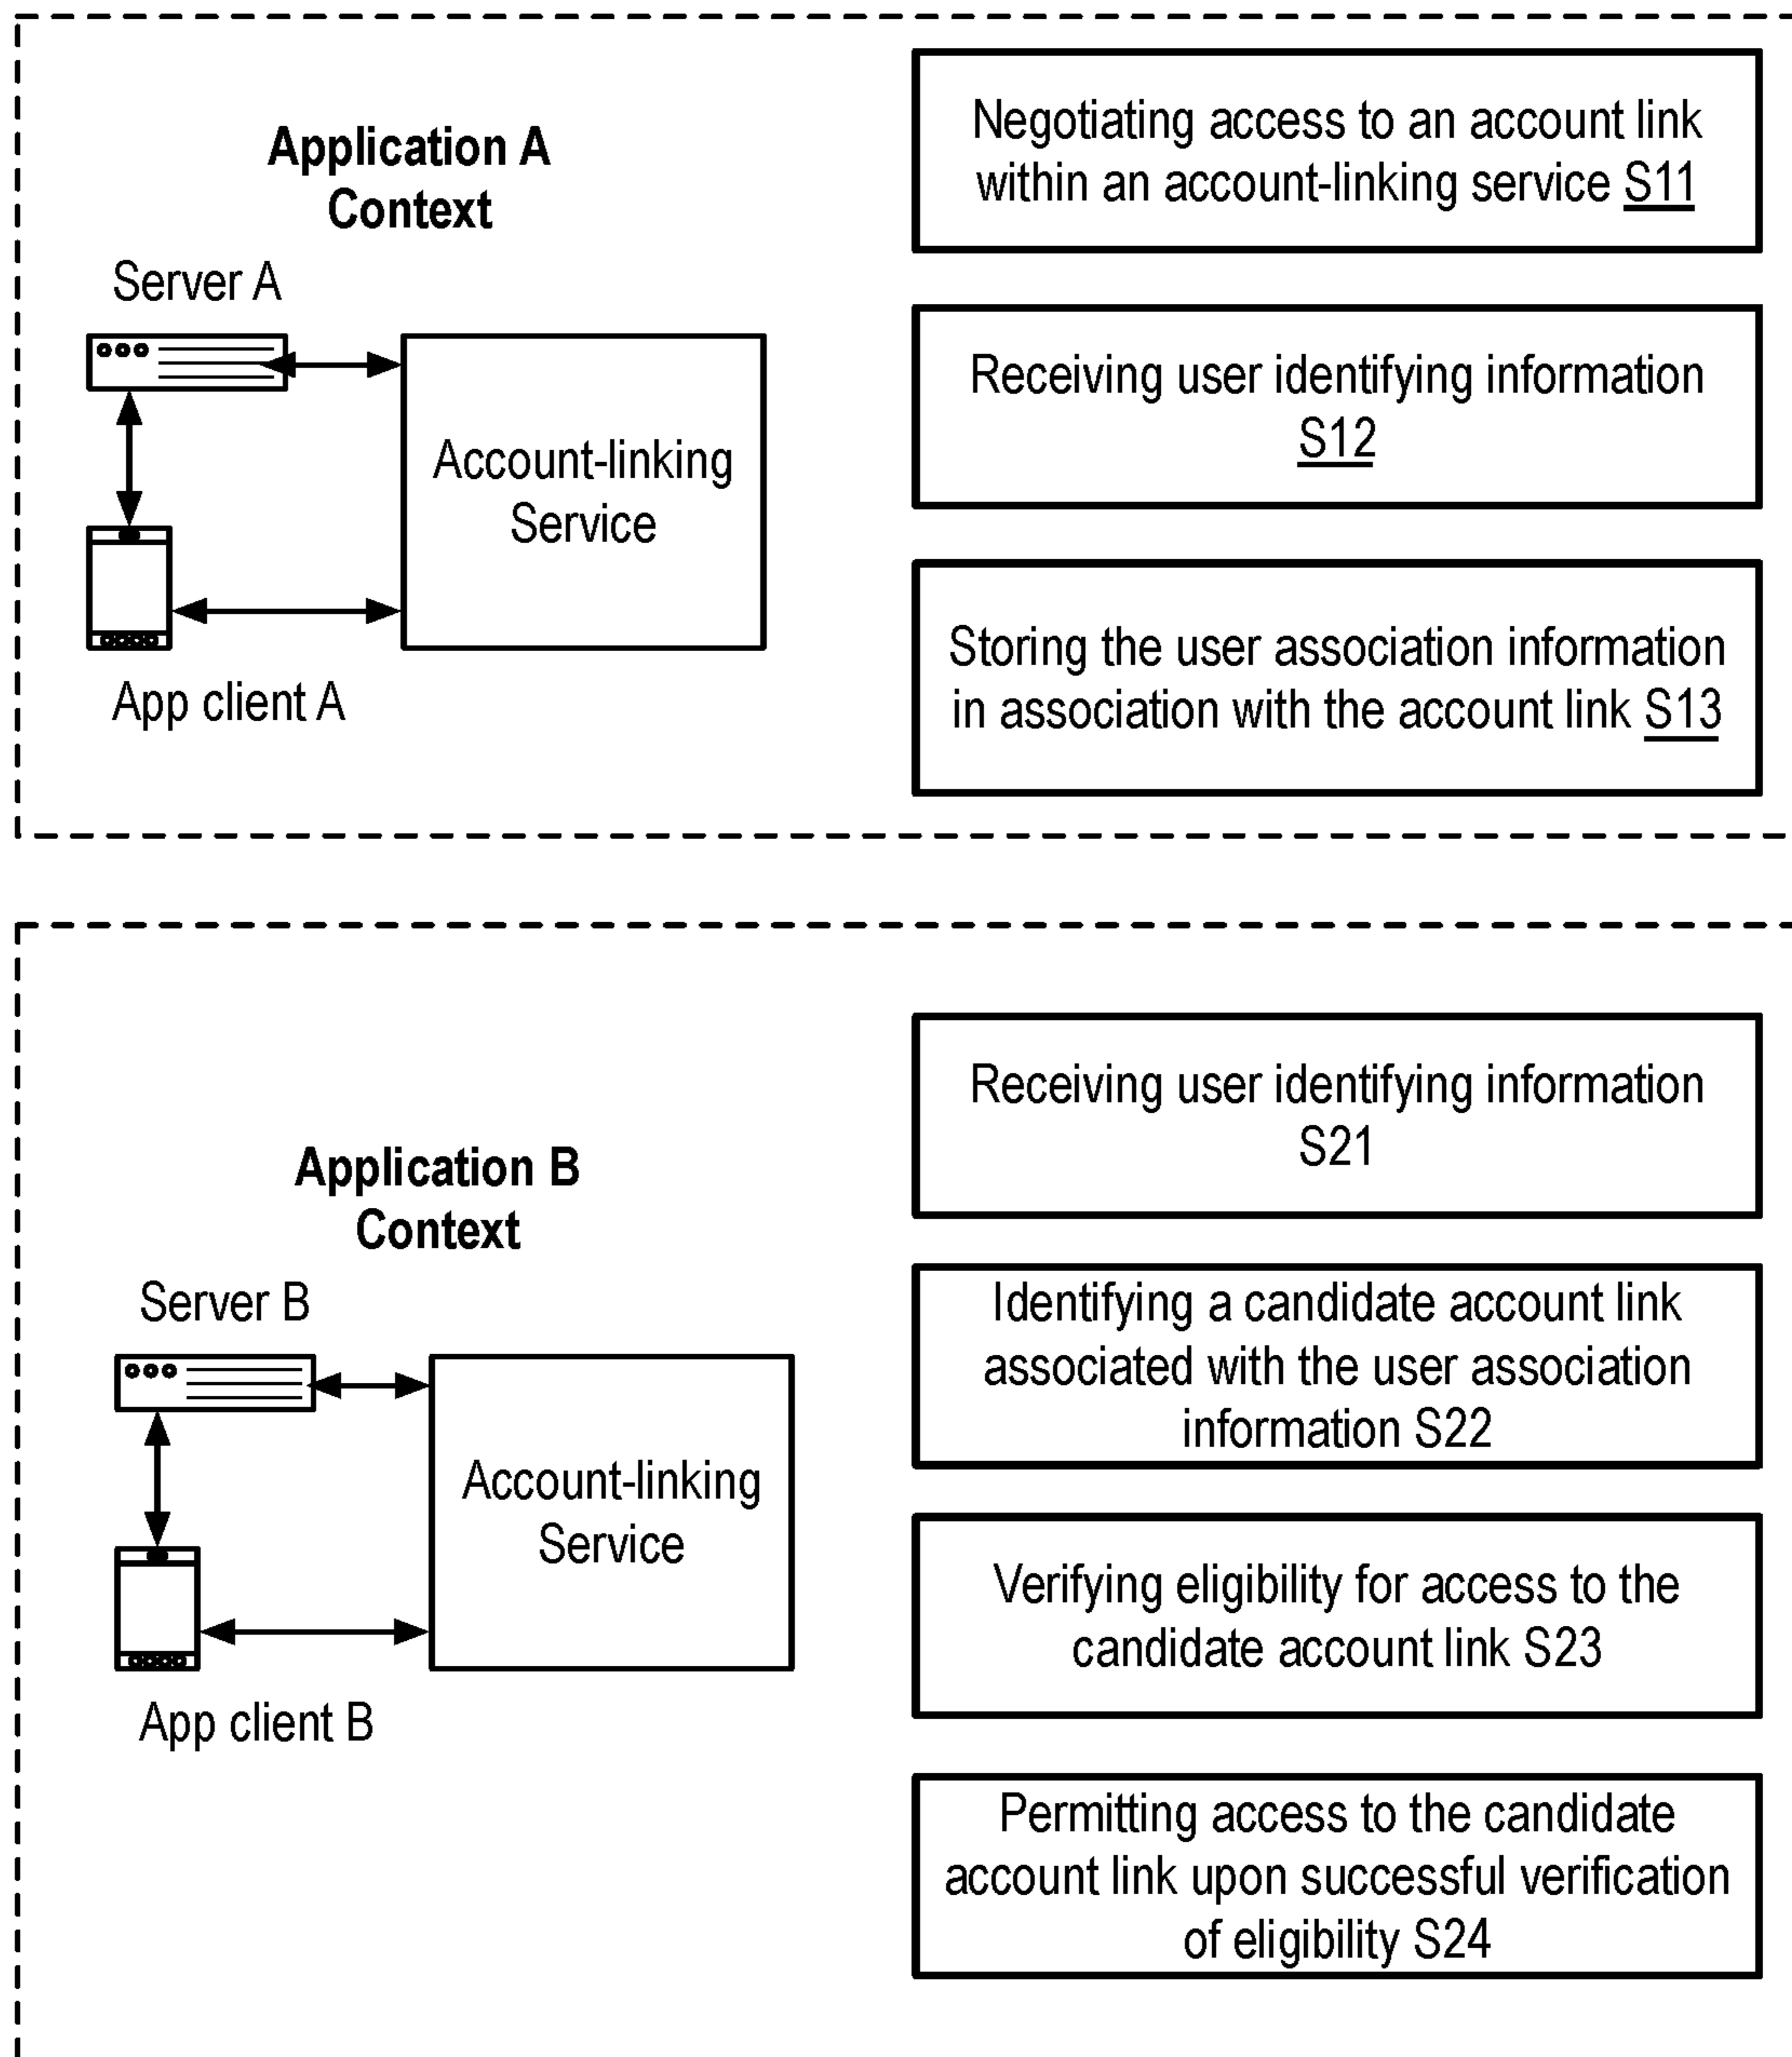 Application A
Context
Server A
Account-linking
Service
App client A
Negotiating access to an account link
within an account-linking service S11
Receiving user identifying information
S12
Storing the user association information
in association with the account link S13
Application B
Context
Server B
Account-linking
Service
App client B
Receiving user identifying information
S21
Identifying a candidate account link
associated with the user association
information S22
Verifying eligibility for access to the
candidate account link S23
Permitting access to the candidate
account link upon successful verification
of eligibility S24